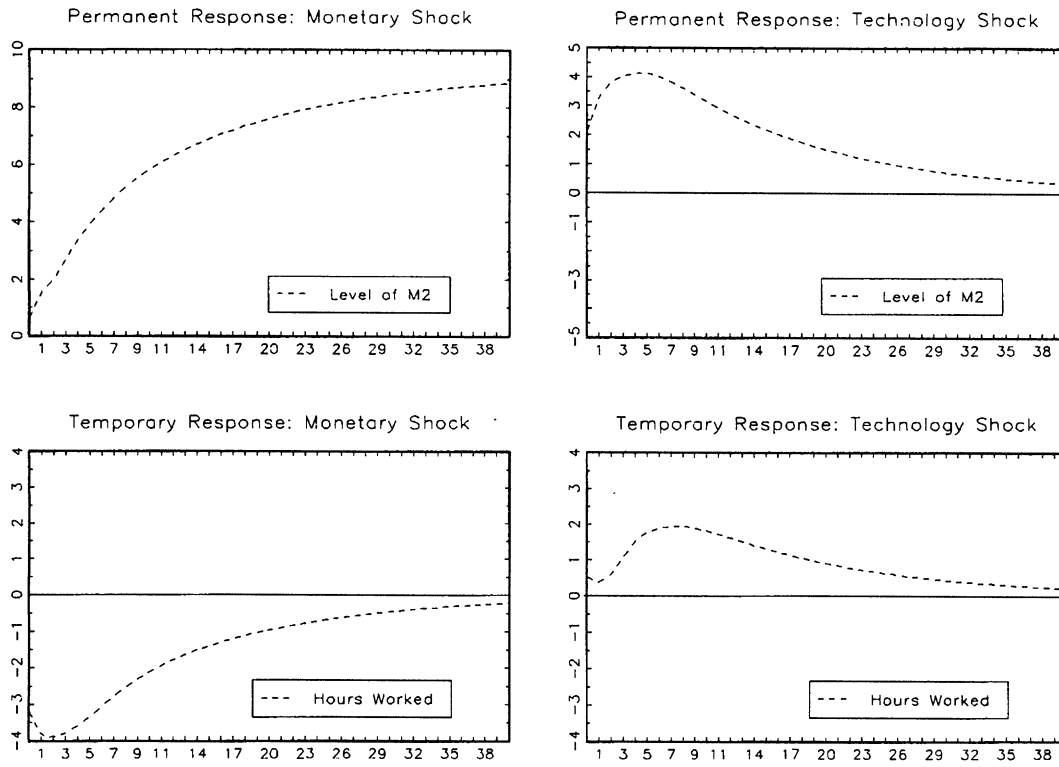 Permanent Response: Monetary Shock
10
8
6
4
2
0
Level of M2
1 3 5 7 9 11 14 17 20 23 26 29 32 35 38
Permanent Response: Technology Shock
5
4
3
2
1
0
-1
-3
-5
Level of M2
1 3 5 7 9 11 14 17 20 23 26 29 32 35 38
Temporary Response: Monetary Shock
4
3
2
1
0
-1
-2
-3
-4
Hours Worked
1 3 5 7 9 11 14 17 20 23 26 29 32 35 38
Temporary Response: Technology Shock
4
3
2
1
0
-1
-2
-3
-4
Hours Worked
1 3 5 7 9 11 14 17 20 23 26 29 32 35 38